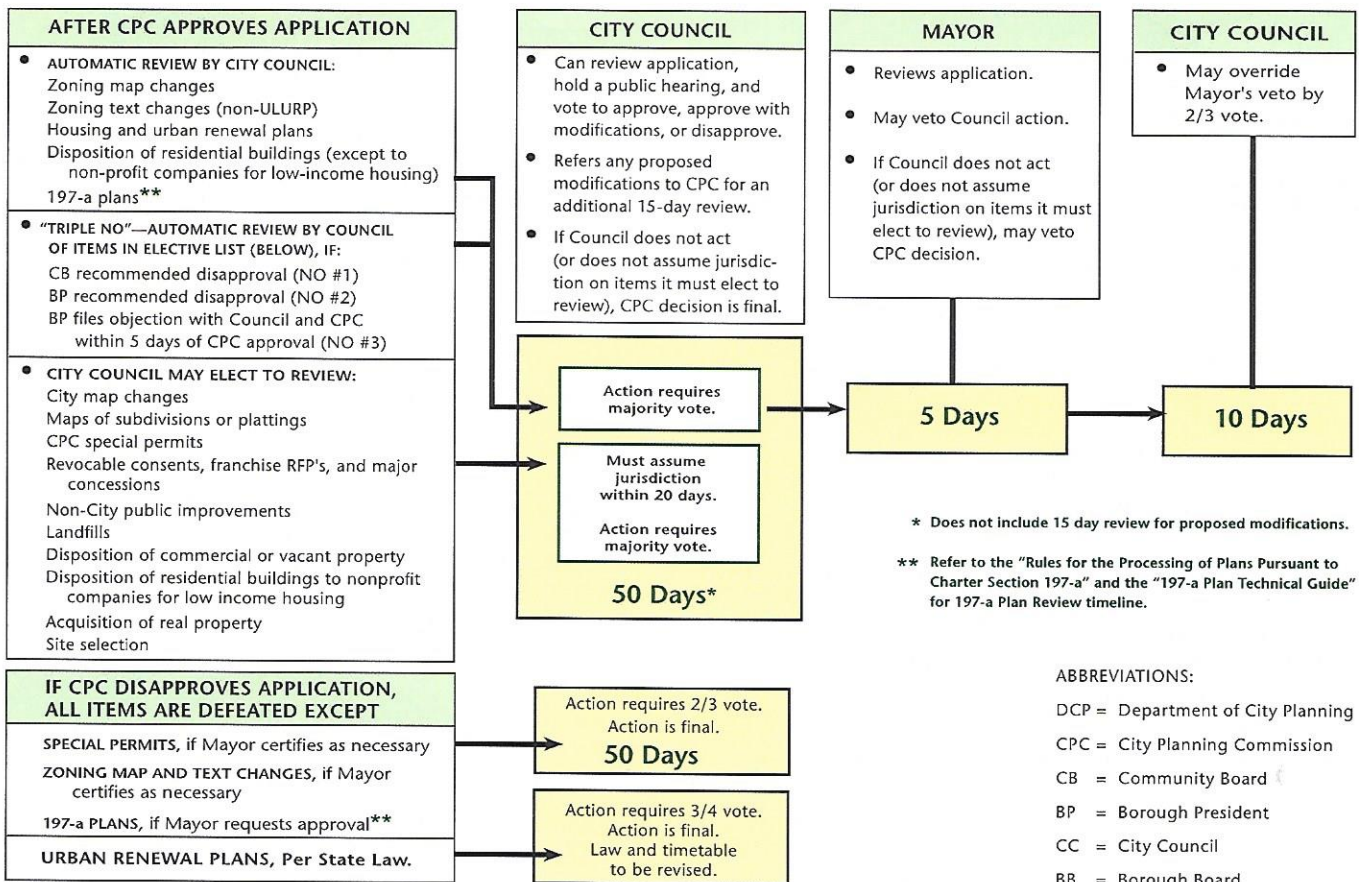 AFTER CPC APPROVES APPLICATION
• AUTOMATIC REVIEW BY CITY COUNCIL:
Zoning map changes
Zoning text changes (non-ULURP)
Housing and urban renewal plans
Disposition of residential buildings (except to
non-profit companies for low-income housing)
197-a plans**
• "TRIPLE NO"—AUTOMATIC REVIEW BY COUNCIL
OF ITEMS IN ELECTIVE LIST (BELOW), IF:
CB recommended disapproval (NO #1)
BP recommended disapproval (NO #2)
BP files objection with Council and CPC
within 5 days of CPC approval (NO #3)
• CITY COUNCIL MAY ELECT TO REVIEW:
City map changes
Maps of subdivisions or plattings
CPC special permits
Revocable consents, franchise RFP's, and major
concessions
Non-City public improvements
Landfills
Disposition of commercial or vacant property
Disposition of residential buildings to nonprofit
companies for low income housing
Acquisition of real property
Site selection
CITY COUNCIL
• Can review application,
hold a public hearing, and
vote to approve, approve with
modifications, or disapprove.
• Refers any proposed
modifications to CPC for an
additional 15-day review.
• If Council does not act
(or does not assume jurisdic-
tion on items it must elect to
review), CPC decision is final.
Action requires
majority vote.
Must assume
jurisdiction
within 20 days.
Action requires
majority vote.
50 Days*
MAYOR
• Reviews application.
• May veto Council action.
• If Council does not act
(or does not assume
jurisdiction on items it must
elect to review), may veto
CPC decision.
5 Days
CITY COUNCIL
• May override
Mayor's veto by
2/3 vote.
10 Days
* Does not include 15 day review for proposed modifications.
** Refer to the "Rules for the Processing of Plans Pursuant to
Charter Section 197-a" and the "197-a Plan Technical Guide"
for 197-a Plan Review timeline.
IF CPC DISAPPROVES APPLICATION,
ALL ITEMS ARE DEFEATED EXCEPT
SPECIAL PERMITS, if Mayor certifies as necessary
ZONING MAP AND TEXT CHANGES, if Mayor
certifies as necessary
197-a PLANS, if Mayor requests approval**
URBAN RENEWAL PLANS, Per State Law.
Action requires 2/3 vote.
Action is final.
50 Days
Action requires 3/4 vote.
Action is final.
Law and timetable
to be revised.
ABBREVIATIONS:
DCP = Department of City Planning
CPC = City Planning Commission
CB = Community Board
BP = Borough President
CC = City Council
BB = Borough Board